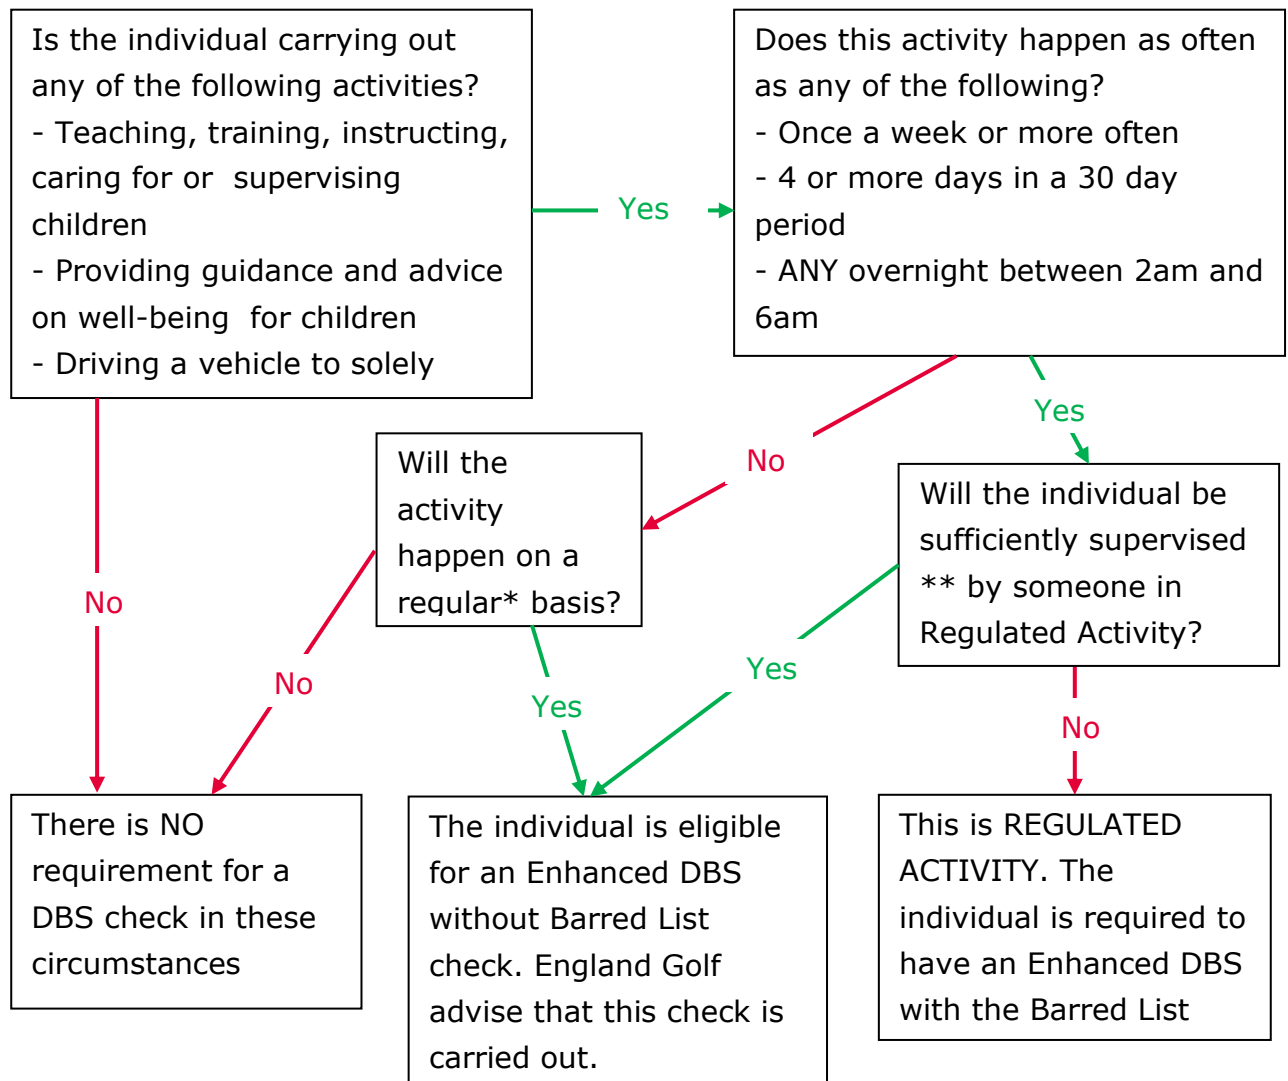 Is the individual carrying out
any of the following activities?
- Teaching, training, instructing,
caring for or supervising
children
- Providing guidance and advice
on well-being for children
- Driving a vehicle to solely
Yes
Does this activity happen as often
as any of the following?
- Once a week or more often
- 4 or more days in a 30 day
period
- ANY overnight between 2am and
6am
No
Will the
activity
happen on a
regular* basis?
No
Yes
Will the individual be
sufficiently supervised
** by someone in
Regulated Activity?
No
Yes
Yes
No
There is NO
requirement for a
DBS check in these
circumstances
The individual is eligible
for an Enhanced DBS
without Barred List
check. England Golf
advise that this check is
carried out.
This is REGULATED
ACTIVITY. The
individual is required to
have an Enhanced DBS
with the Barred List